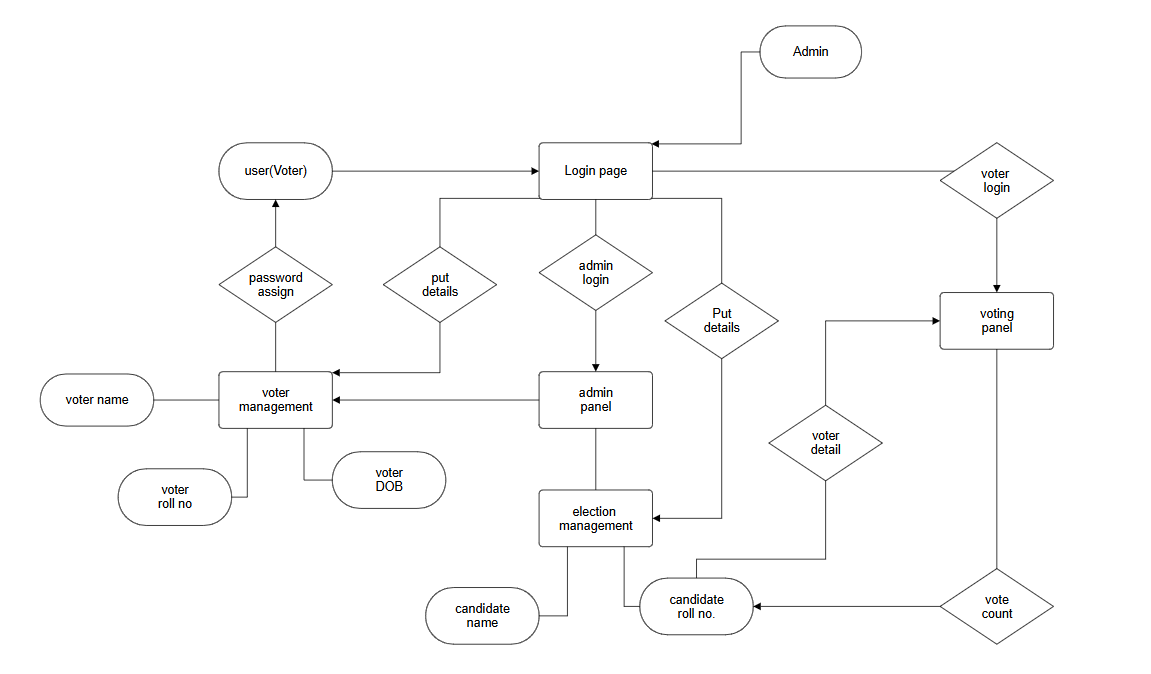 Admin
user(Voter)
Login page
voter
login
password
assign
put
details
admin
login
Put
details
voting
panel
voter name
voter
management
admin
panel
voter
detail
voter
roll no
voter
DOB
election
management
candidate
name
candidate
roll no.
vote
count